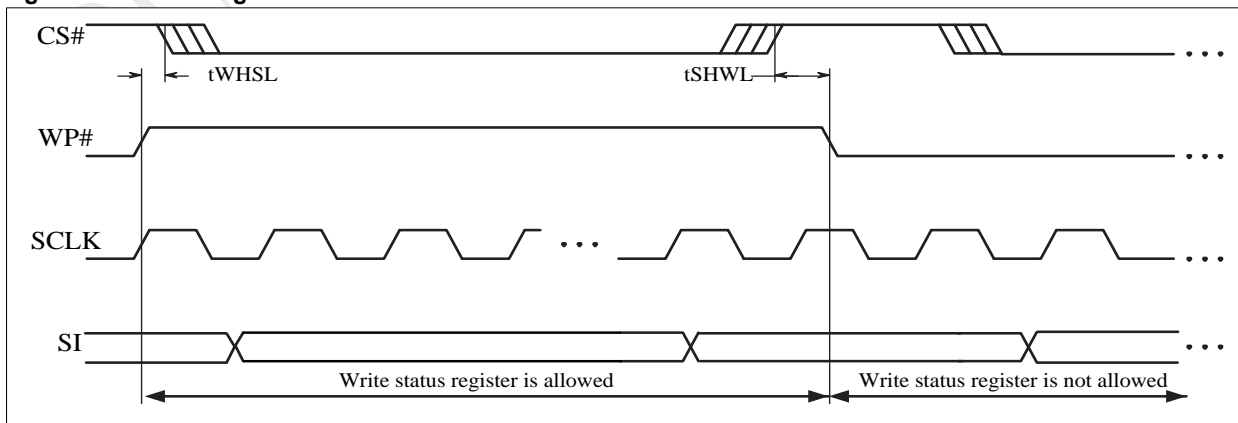 CS#
tWHSL
tSHWL
WP#
SCLK
SI
Write status register is allowed
Write status register is not allowed